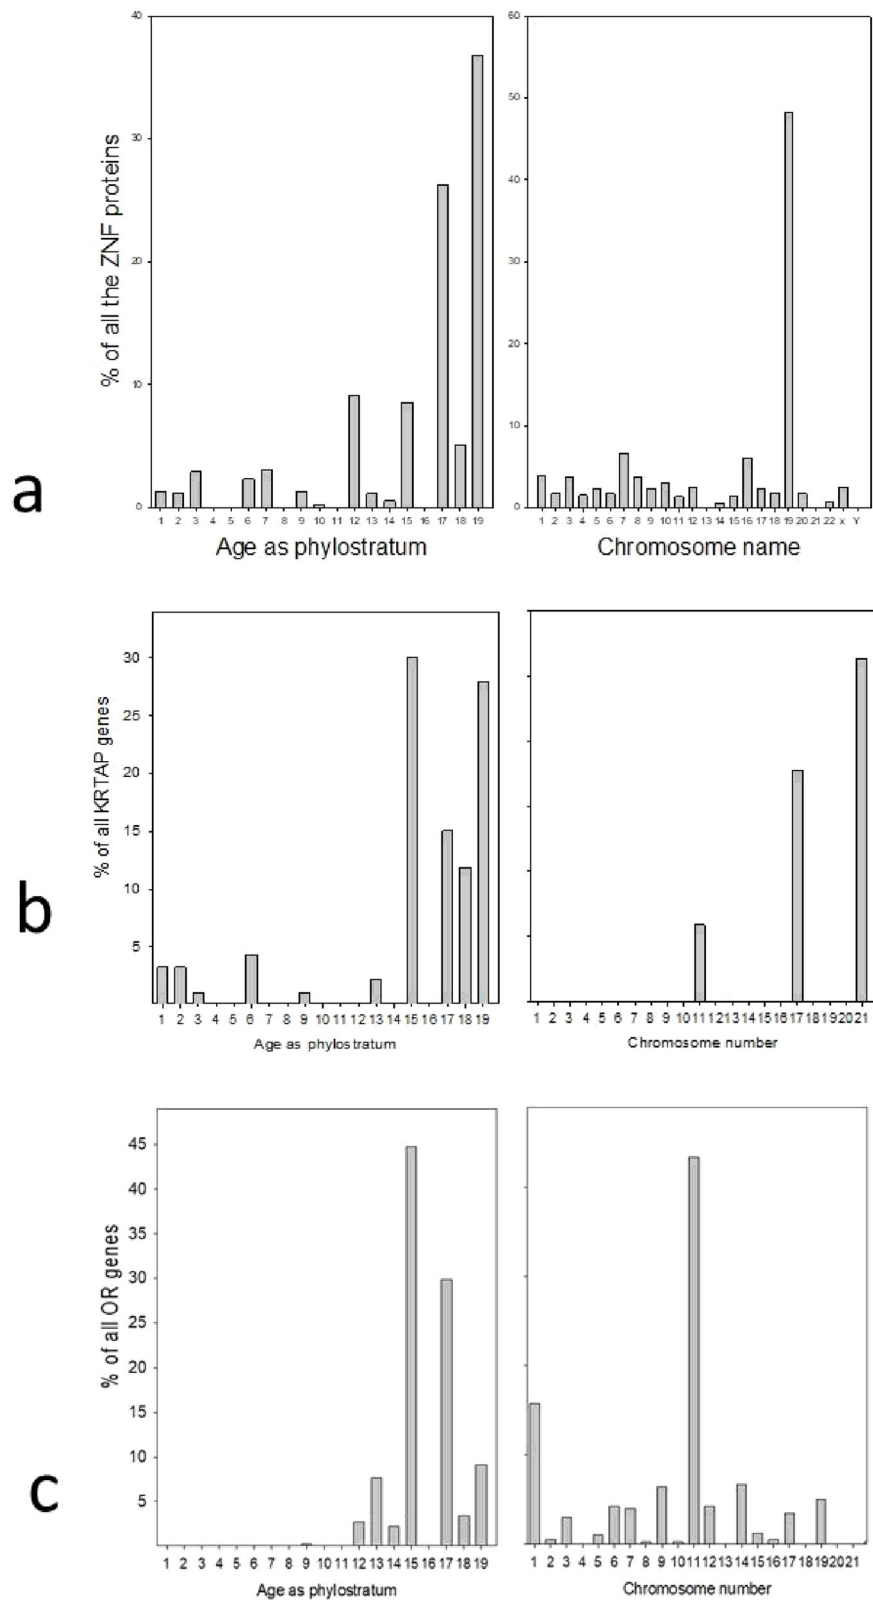 a
% of all the ZNF proteins
40
30
20
10
0
1 2 3 4 5 6 7 8 9 10 11 12 13 14 15 16 17 18 19
Age as phylostratum
60
50
40
30
20
10
0
1 2 3 4 5 6 7 8 9 10 11 12 13 14 15 16 17 18 19 20 21 22 x Y
Chromosome name
b
% of all KRTAP genes
30
25
20
15
10
5
1 2 3 4 5 6 7 8 9 10 11 12 13 14 15 16 17 18 19
Age as phylostratum
1 2 3 4 5 6 7 8 9 10 11 12 13 14 15 16 17 18 19 20 21
Chromosome number
c
% of all OR genes
45
40
35
30
25
20
15
10
5
1 2 3 4 5 6 7 8 9 10 11 12 13 14 15 16 17 18 19
Age as phylostratum
1 2 3 4 5 6 7 8 9 10 11 12 13 14 15 16 17 18 19 20 21
Chromosome number